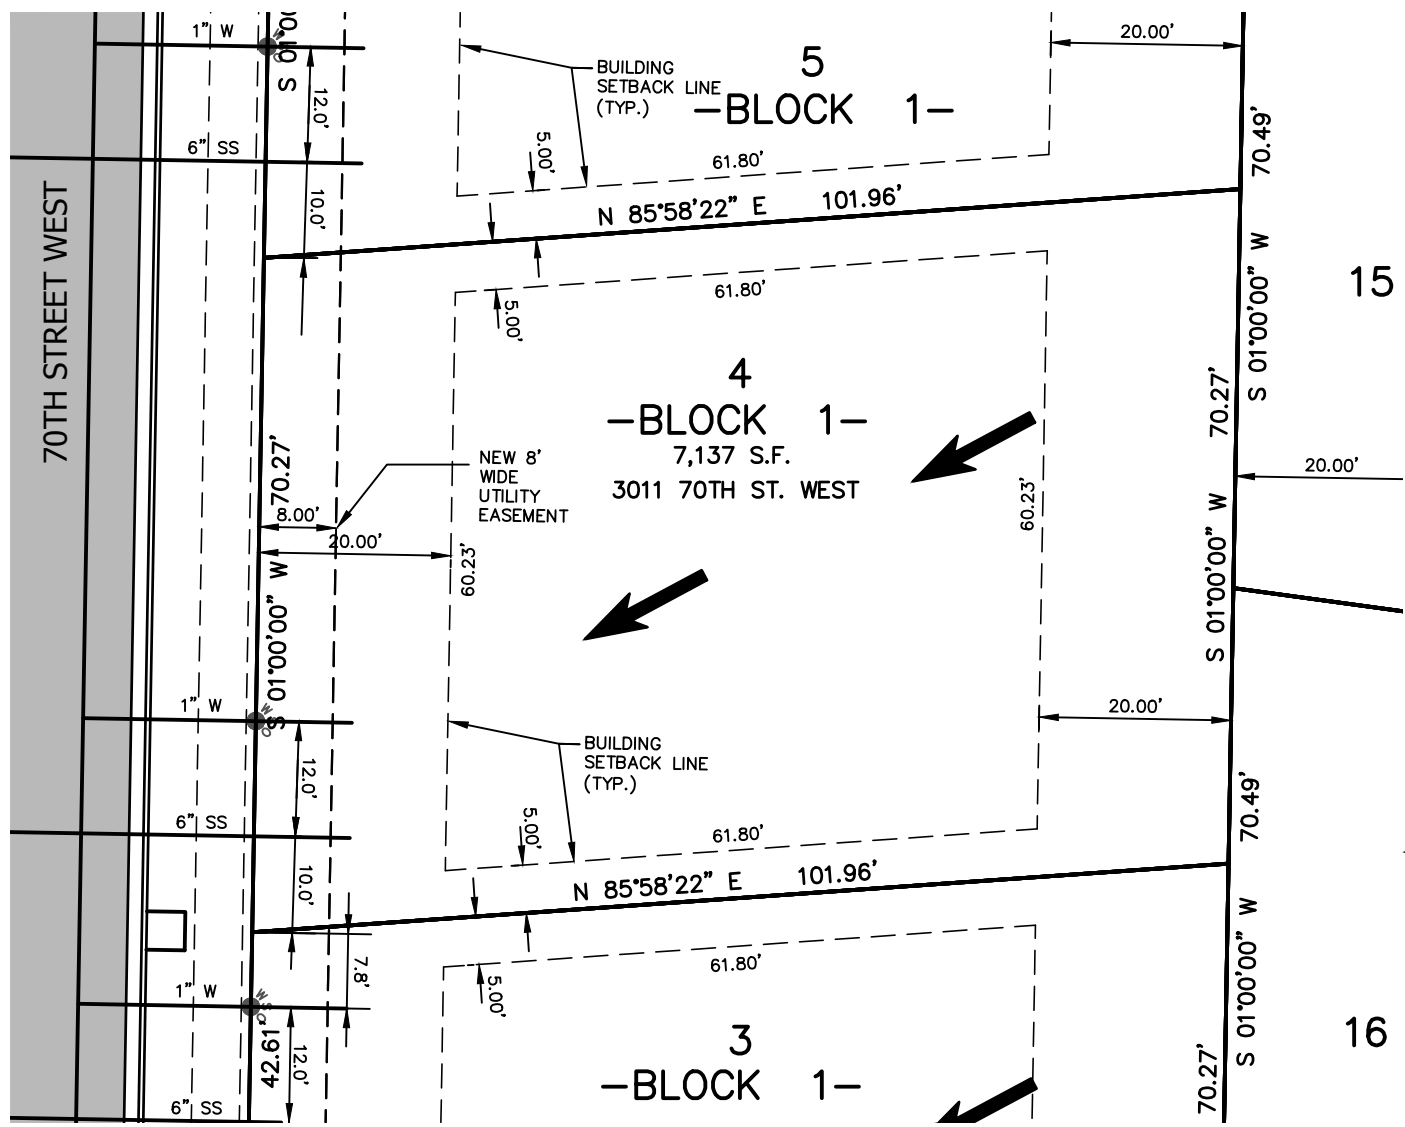 1" W
S 01°00
20.00'
5
-BLOCK 1-
BUILDING
SETBACK LINE
(TYP.)
12.0'
70.49'
6" SS
5.00'
61.80'
10.0'
N 85°58'22" E 101.96'
70TH STREET WEST
S 01°00'00" W
15
61.80'
5.00'
4
-BLOCK 1-
7,137 S.F.
3011 70TH ST. WEST
70.27'
70.27'
NEW 8'
WIDE
UTILITY
EASEMENT
20.00'
60.23'
8.00'
20.00'
60.23'
S 01°00'00" W
S 01°00'00" W
1" W
W
S
O
20.00'
BUILDING
SETBACK LINE
(TYP.)
12.0'
70.49'
6" SS
5.00'
61.80'
10.0'
N 85°58'22" E 101.96'
S 01°00'00" W
7.8'
61.80'
5.00'
1" W
W
S
O
3
-BLOCK 1-
16
42.61'
12.0'
70.27'
6" SS